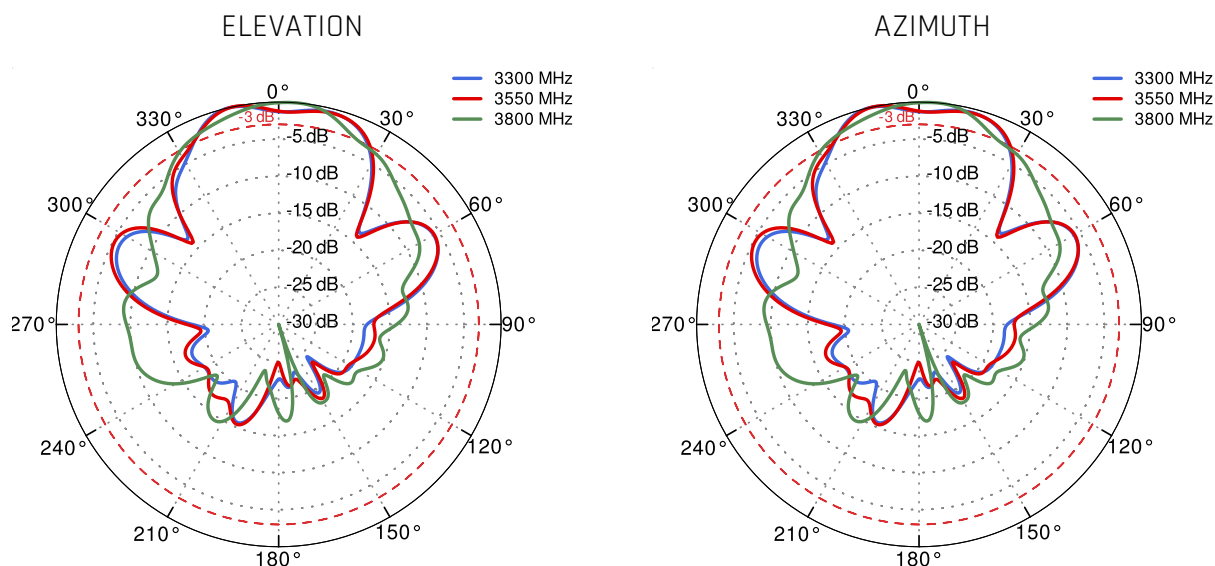 ELEVATION
3300 MHz
3550 MHz
3800 MHz
0°
330°
30°
-3 dB
-5 dB
-10 dB
300°
60°
-15 dB
-20 dB
-25 dB
270°
-30 dB
90°
240°
120°
210°
150°
180°
AZIMUTH
3300 MHz
3550 MHz
3800 MHz
0°
330°
30°
-3 dB
-5 dB
-10 dB
300°
60°
-15 dB
-20 dB
-25 dB
270°
-30 dB
90°
240°
120°
210°
150°
180°